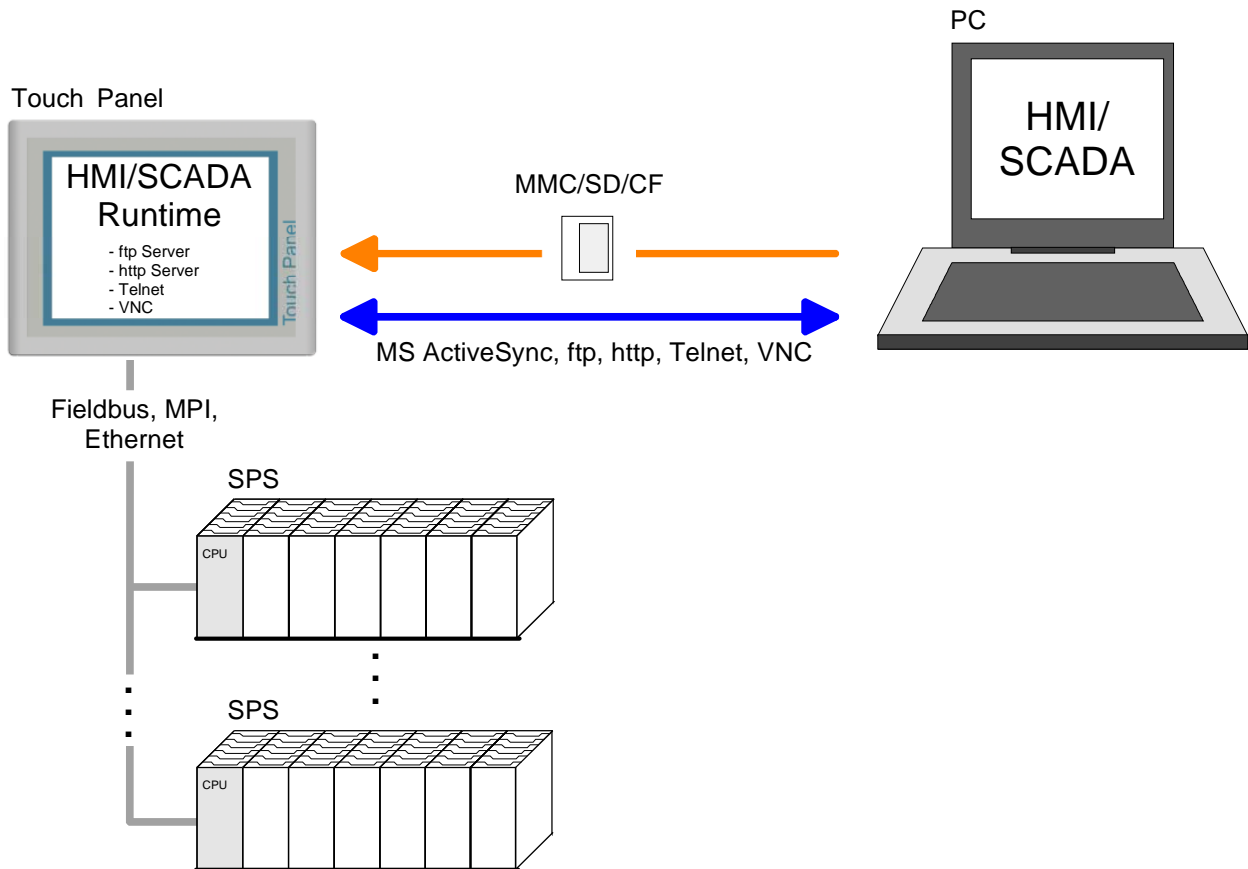 PC
Touch Panel
HMI/SCADA
Runtime
- ftp Server
- http Server
- Telnet
- VNC
Touch Panel
MMC/SD/CF
HMI/
SCADA
MS ActiveSync, ftp, http, Telnet, VNC
Fieldbus, MPI,
Ethernet
SPS
CPU
SPS
CPU